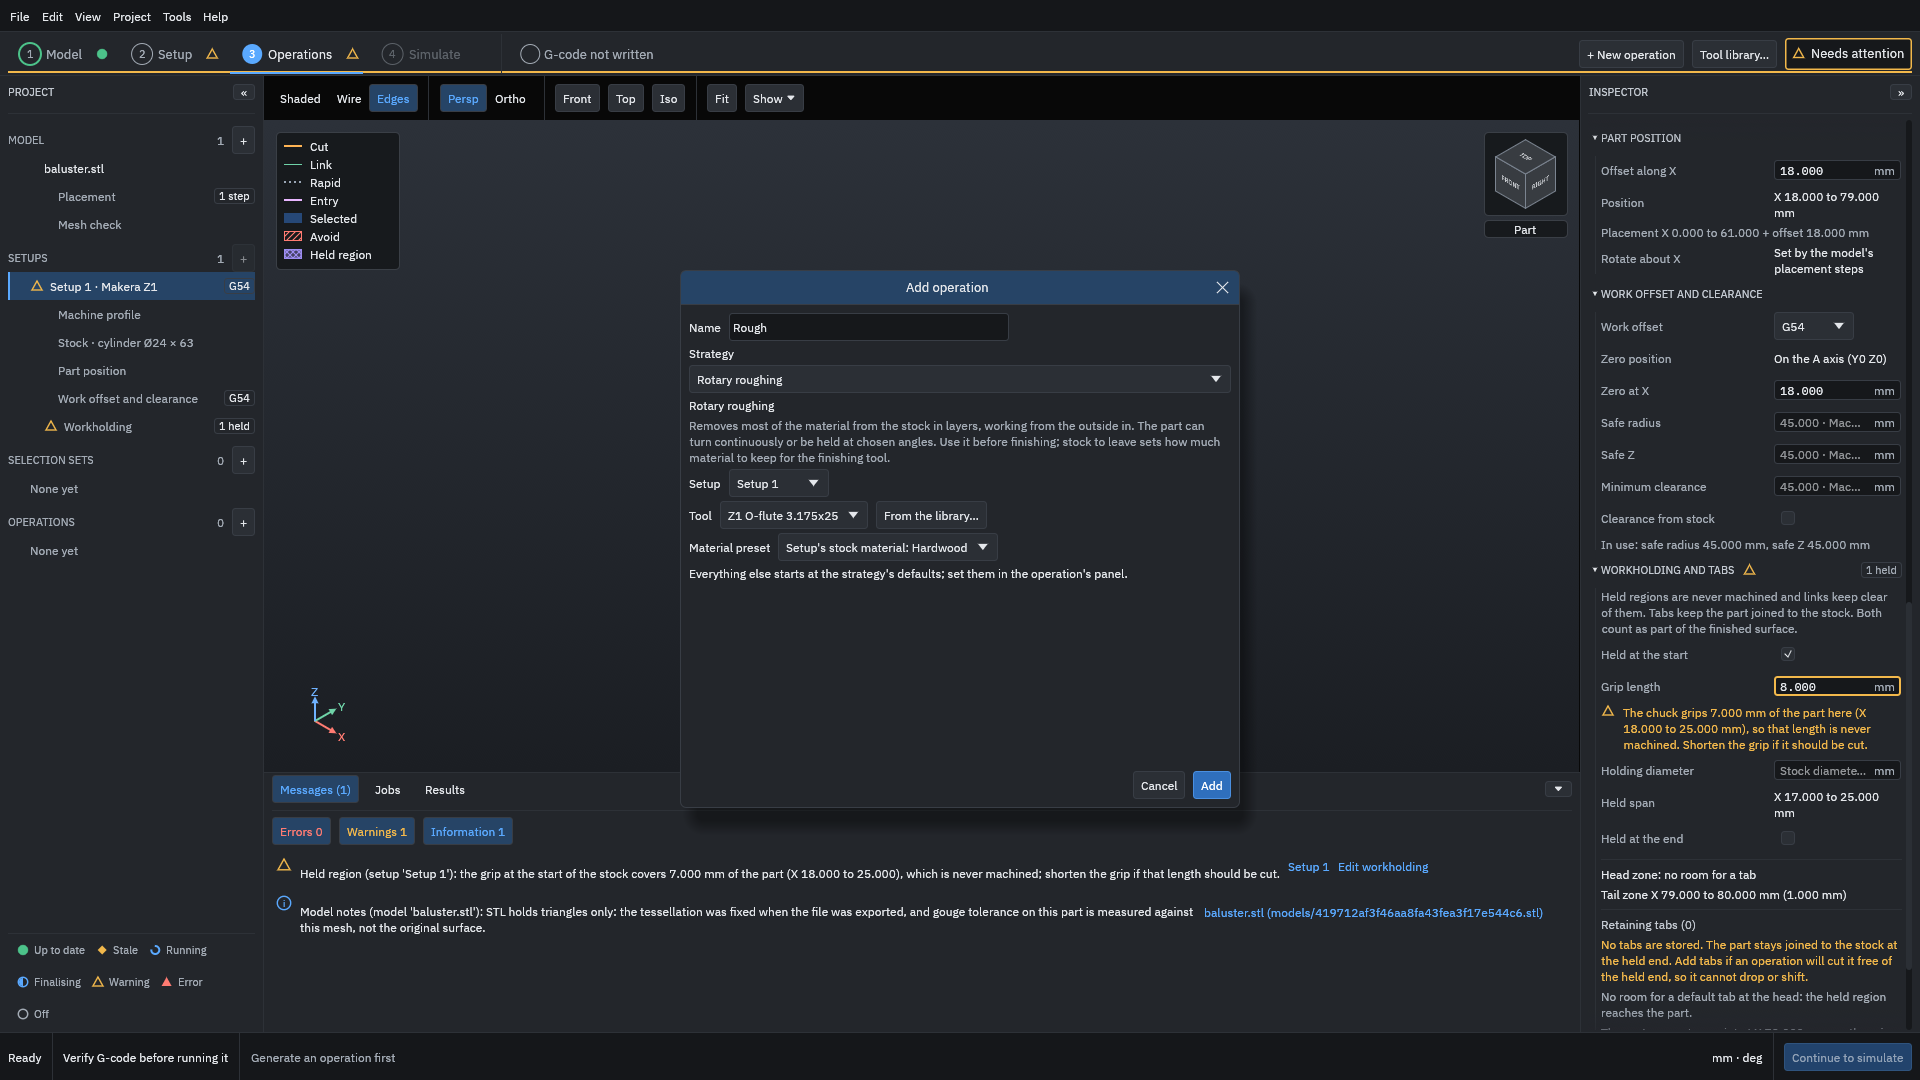 File Edit View Project Tools Help
1 Model 2 Setup 3 Operations 4 Simulate G-code not written + New operation Tool library... Needs attention
PROJECT «
MODEL 1 +
baluster.stl
Placement 1 step
Mesh check
SETUPS 1 +
Setup 1 · Makera Z1 G54
Machine profile
Stock · cylinder Ø24 × 63
Part position
Work offset and clearance G54
Workholding 1 held
SELECTION SETS 0 +
None yet
OPERATIONS 0 +
None yet
Up to date Stale Running
Finalising Warning Error
Off
Shaded Wire Edges Persp Ortho Front Top Iso Fit Show
Cut
Link
Rapid
Entry
Selected
Avoid
Held region
TOP
FRONT RIGHT
Part
Z
Y
X
Add operation
Name Rough
Strategy
Rotary roughing
Rotary roughing
Removes most of the material from the stock in layers, working from the outside in. The part can
turn continuously or be held at chosen angles. Use it before finishing; stock to leave sets how much
material to keep for the finishing tool.
Setup Setup 1
Tool Z1 O-flute 3.175x25 From the library...
Material preset Setup's stock material: Hardwood
Everything else starts at the strategy's defaults; set them in the operation's panel.
Cancel Add
Messages (1) Jobs Results
Errors 0 Warnings 1 Information 1
Held region (setup 'Setup 1'): the grip at the start of the stock covers 7.000 mm of the part (X 18.000 to 25.000), which is never machined; shorten the grip if that length should be cut. Setup 1 Edit workholding
Model notes (model 'baluster.stl'): STL holds triangles only: the tessellation was fixed when the file was exported, and gouge tolerance on this part is measured against baluster.stl (models/419712af3f46aa8fa43fea3f17e544c6.stl)
this mesh, not the original surface.
INSPECTOR »
PART POSITION
Offset along X 18.000 mm
Position X 18.000 to 79.000
mm
Placement X 0.000 to 61.000 + offset 18.000 mm
Rotate about X Set by the model's
placement steps
WORK OFFSET AND CLEARANCE
Work offset G54
Zero position On the A axis (Y0 Z0)
Zero at X 18.000 mm
Safe radius 45.000 · Mac... mm
Safe Z 45.000 · Mac... mm
Minimum clearance 45.000 · Mac... mm
Clearance from stock
In use: safe radius 45.000 mm, safe Z 45.000 mm
WORKHOLDING AND TABS 1 held
Held regions are never machined and links keep clear
of them. Tabs keep the part joined to the stock. Both
count as part of the finished surface.
Held at the start
Grip length 8.000 mm
The chuck grips 7.000 mm of the part here (X
18.000 to 25.000 mm), so that length is never
machined. Shorten the grip if it should be cut.
Holding diameter Stock diamete... mm
Held span X 17.000 to 25.000
mm
Held at the end
Head zone: no room for a tab
Tail zone X 79.000 to 80.000 mm (1.000 mm)
Retaining tabs (0)
No tabs are stored. The part stays joined to the stock at
the held end. Add tabs if an operation will cut it free of
the held end, so it cannot drop or shift.
No room for a default tab at the head: the held region
reaches the part.
Ready Verify G-code before running it Generate an operation first mm · deg Continue to simulate